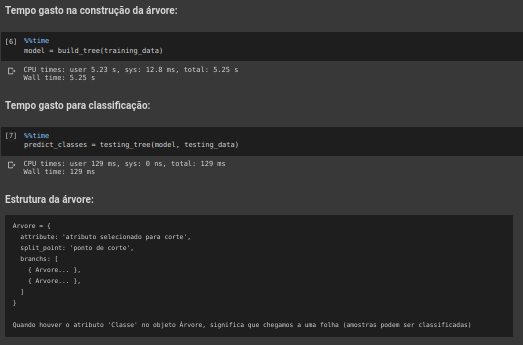 Tempo gasto na construção da árvore:
[6] %%time
model = build_tree(training_data)
CPU times: user 5.23 s, sys: 12.8 ms, total: 5.25 s
Wall time: 5.25 s
Tempo gasto para classificação:
[7] %%time
predict_classes = testing_tree(model, testing_data)
CPU times: user 129 ms, sys: 0 ns, total: 129 ms
Wall time: 129 ms
Estrutura da árvore:
Arvore = {
  attribute: 'atributo selecionado para corte',
  split_point: 'ponto de corte',
  branchs: [
    { Arvore... },
    { Arvore... },
  ]
}
Quando houver o atributo 'Classe' no objeto Árvore, significa que chegamos a uma folha (amostras podem ser classificadas)